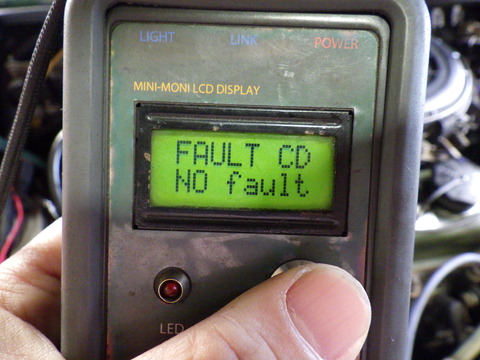 LIGHT LINK POWER
MINI-MONI LCD DISPLAY
FAULT CD
NO fault
LED